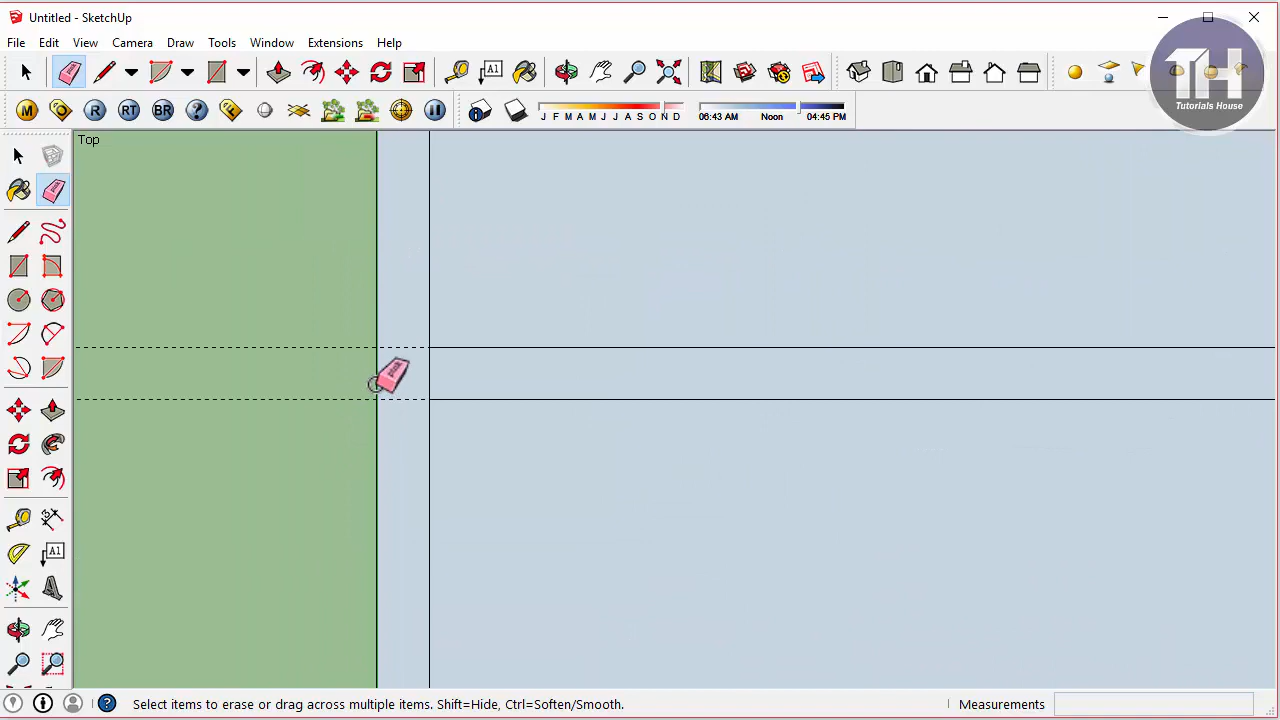 Untitled - SketchUp
File Edit View Camera Draw Tools Window Extensions Help
A1
TH
Tutorials House
M R RT BR ? F
J F M A M J J A S O N D
06:43 AM Noon 04:45 PM
Top
A1
Select items to erase or drag across multiple items. Shift=Hide, Ctrl=Soften/Smooth.
Measurements